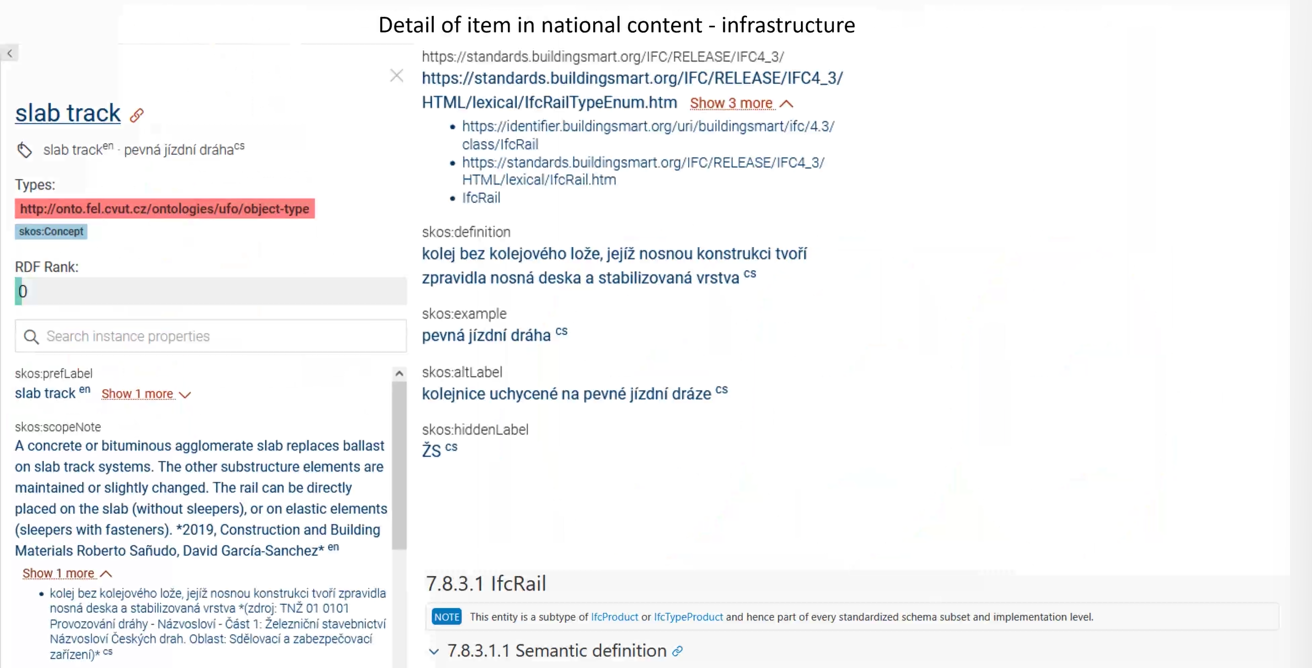 Detail of item in national content - infrastructure
slab track
slab track en · pevná jízdní dráha cs
Types:
http://onto.fel.cvut.cz/ontologies/ufo/object-type
skos:Concept
RDF Rank:
0
Search instance properties
skos:prefLabel
slab track en Show 1 more
skos:scopeNote
A concrete or bituminous agglomerate slab replaces ballast
on slab track systems. The other substructure elements are
maintained or slightly changed. The rail can be directly
placed on the slab (without sleepers), or on elastic elements
(sleepers with fasteners). *2019, Construction and Building
Materials Roberto Sañudo, David García-Sanchez* en
Show 1 more
• kolej bez kolejového lože, jejíž nosnou konstrukci tvoří zpravidla
nosná deska a stabilizovaná vrstva *(zdroj: TNŽ 01 0101
Provozování dráhy - Názvosloví - Část 1: Železniční stavebnictví
Názvosloví Českých drah. Oblast: Sdělovací a zabezpečovací
zařízení)* cs
https://standards.buildingsmart.org/IFC/RELEASE/IFC4_3/
https://standards.buildingsmart.org/IFC/RELEASE/IFC4_3/
HTML/lexical/IfcRailTypeEnum.htm Show 3 more
• https://identifier.buildingsmart.org/uri/buildingsmart/ifc/4.3/
class/IfcRail
• https://standards.buildingsmart.org/IFC/RELEASE/IFC4_3/
HTML/lexical/IfcRail.htm
• IfcRail
skos:definition
kolej bez kolejového lože, jejíž nosnou konstrukci tvoří
zpravidla nosná deska a stabilizovaná vrstva cs
skos:example
pevná jízdní dráha cs
skos:altLabel
kolejnice uchycené na pevné jízdní dráze cs
skos:hiddenLabel
ŽS cs
7.8.3.1 IfcRail
NOTE This entity is a subtype of IfcProduct or IfcTypeProduct and hence part of every standardized schema subset and implementation level.
7.8.3.1.1 Semantic definition